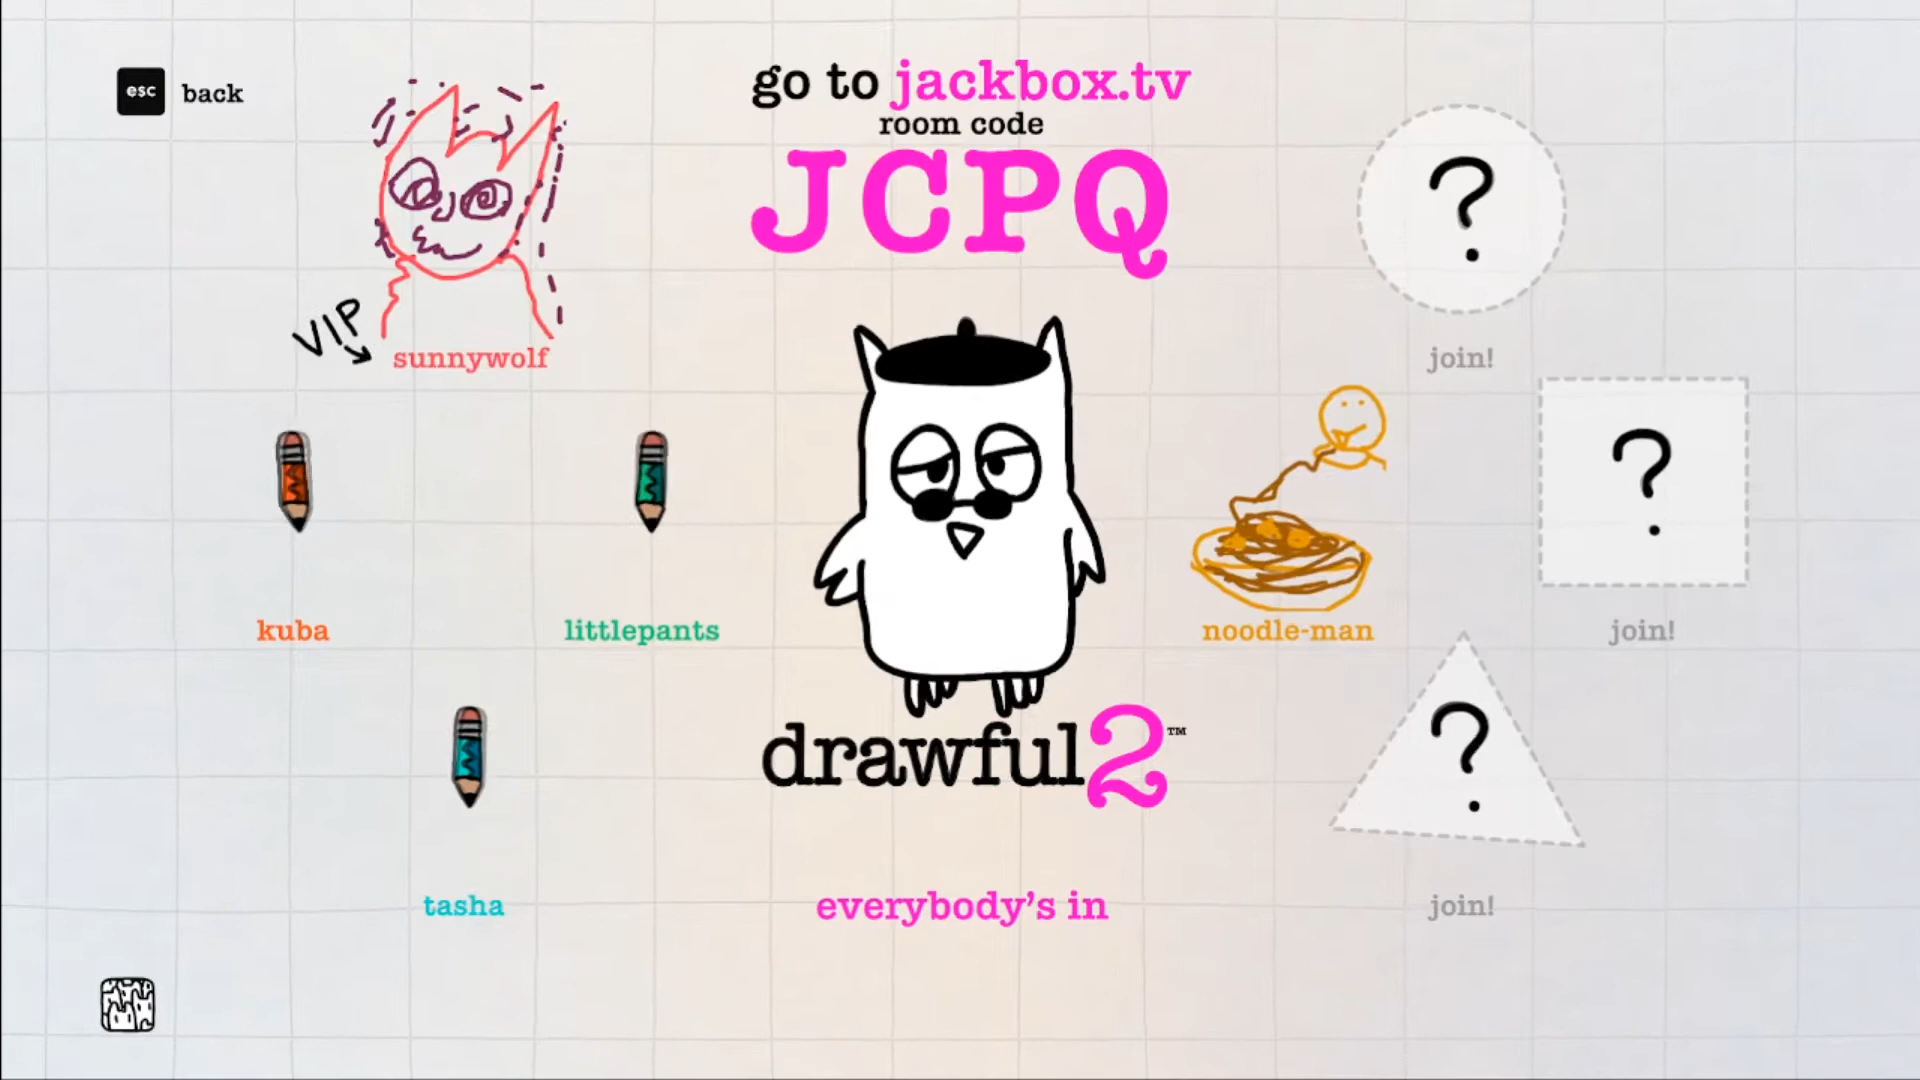 esc back
go to jackbox.tv
room code
JCPQ
?
VIP
sunnywolf
join!
?
kuba
littlepants
noodle-man
join!
?
drawful2™
tasha
everybody's in
join!